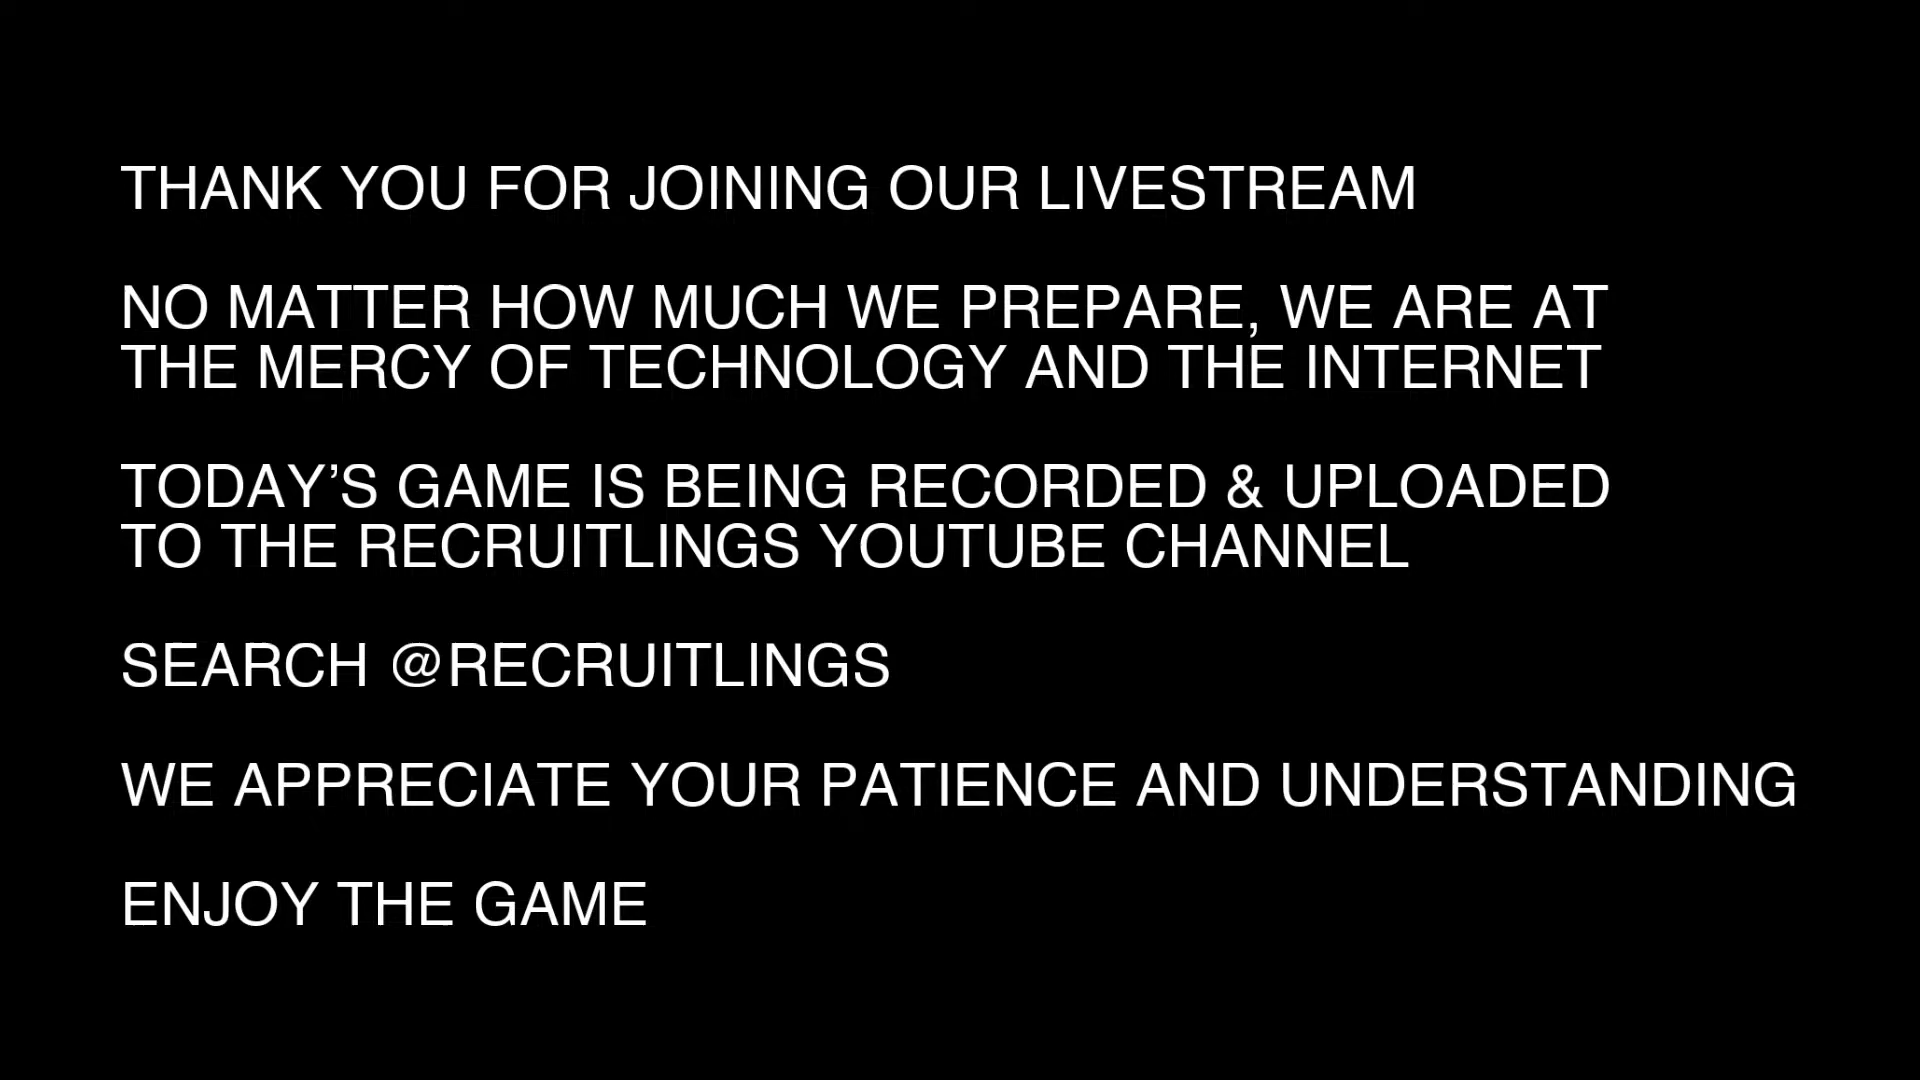 THANK YOU FOR JOINING OUR LIVESTREAM
NO MATTER HOW MUCH WE PREPARE, WE ARE AT
THE MERCY OF TECHNOLOGY AND THE INTERNET
TODAY’S GAME IS BEING RECORDED & UPLOADED
TO THE RECRUITLINGS YOUTUBE CHANNEL
SEARCH @RECRUITLINGS
WE APPRECIATE YOUR PATIENCE AND UNDERSTANDING
ENJOY THE GAME